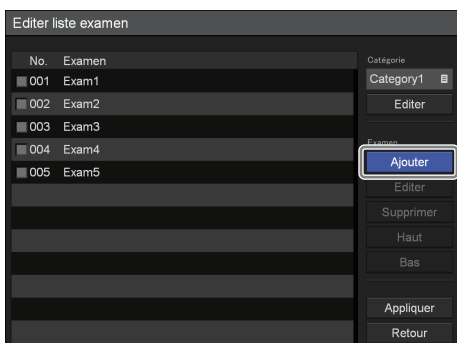 Editer liste examen
No. Examen
001 Exam1
002 Exam2
003 Exam3
004 Exam4
005 Exam5
Catégorie
Category1
Editer
Examen
Ajouter
Editer
Supprimer
Haut
Bas
Appliquer
Retour